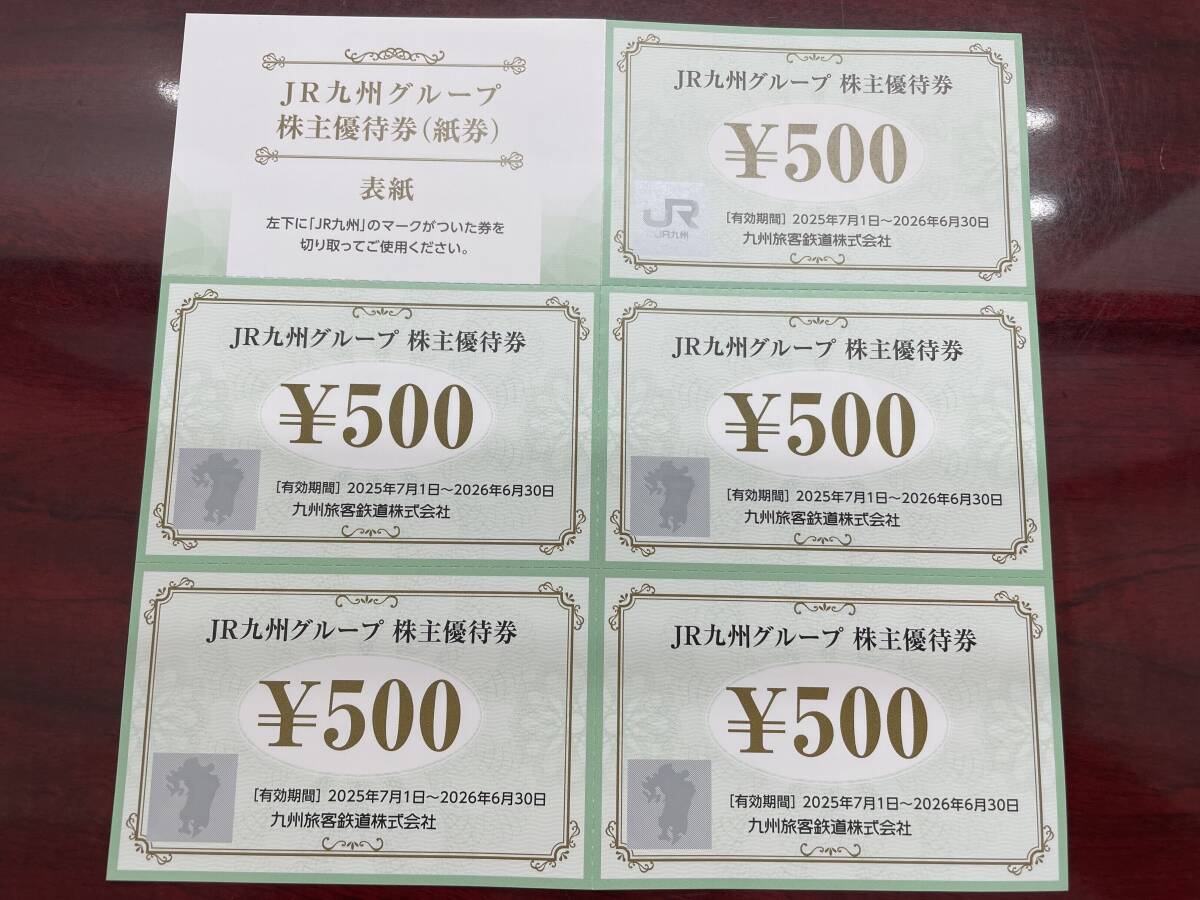 JR九州グループ
株主優待券(紙券)
表紙
左下に「JR九州」のマークがついた券を
切り取ってご使用ください。
JR九州グループ 株主優待券
¥500
JR
JR九州
[有効期間] 2025年7月1日～2026年6月30日
九州旅客鉄道株式会社
JR九州グループ 株主優待券
¥500
[有効期間] 2025年7月1日～2026年6月30日
九州旅客鉄道株式会社
JR九州グループ 株主優待券
¥500
[有効期間] 2025年7月1日～2026年6月30日
九州旅客鉄道株式会社
JR九州グループ 株主優待券
¥500
[有効期間] 2025年7月1日～2026年6月30日
九州旅客鉄道株式会社
JR九州グループ 株主優待券
¥500
[有効期間] 2025年7月1日～2026年6月30日
九州旅客鉄道株式会社